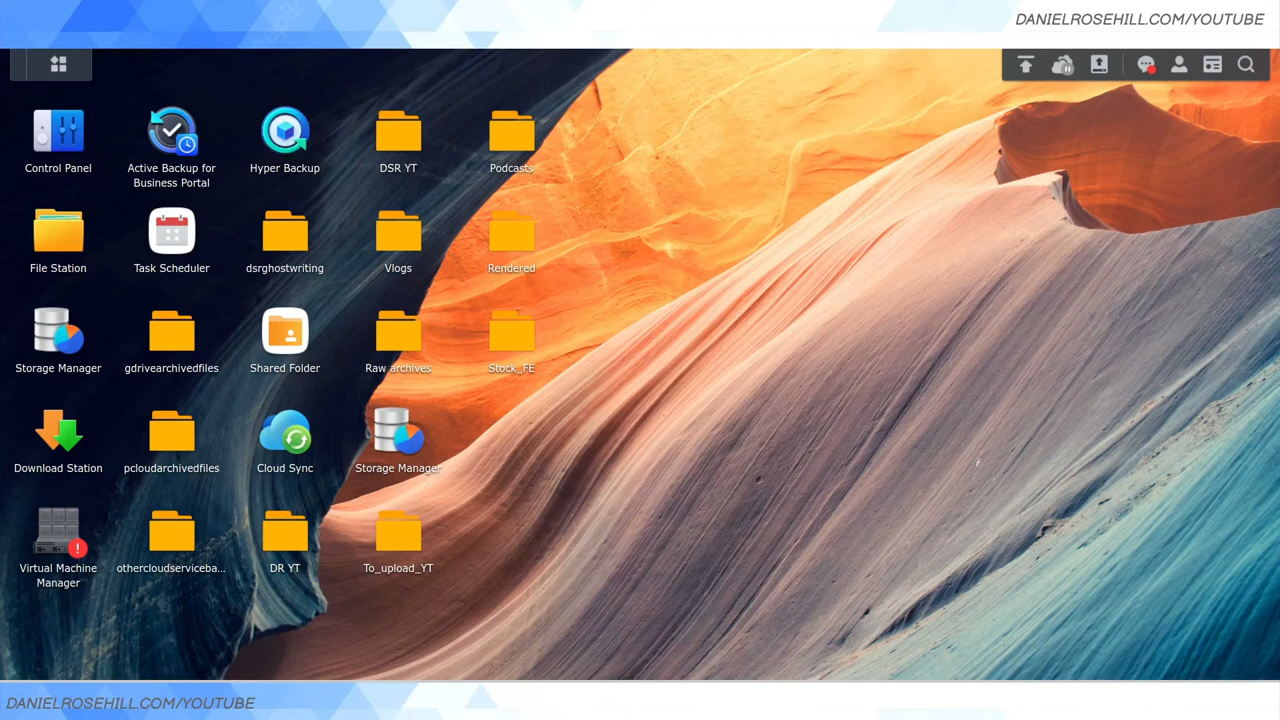 DANIELROSEHILL.COM/YOUTUBE
Control Panel
Active Backup for
Business Portal
Hyper Backup
DSR YT
Podcasts
File Station
Task Scheduler
dsrghostwriting
Vlogs
Rendered
Storage Manager
gdrivearchivedfiles
Shared Folder
Raw archives
Stock_FE
Download Station
pcloudarchivedfiles
Cloud Sync
Storage Manager
Virtual Machine
Manager
othercloudserviceba...
DR YT
To_upload_YT
DANIELROSEHILL.COM/YOUTUBE